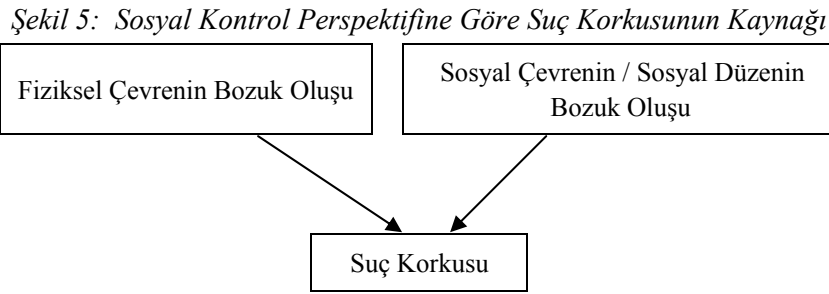 Şekil 5: Sosyal Kontrol Perspektifine Göre Suç Korkusunun Kaynağı
Fiziksel Çevrenin Bozuk Oluşu
Sosyal Çevrenin / Sosyal Düzenin
Bozuk Oluşu
Suç Korkusu